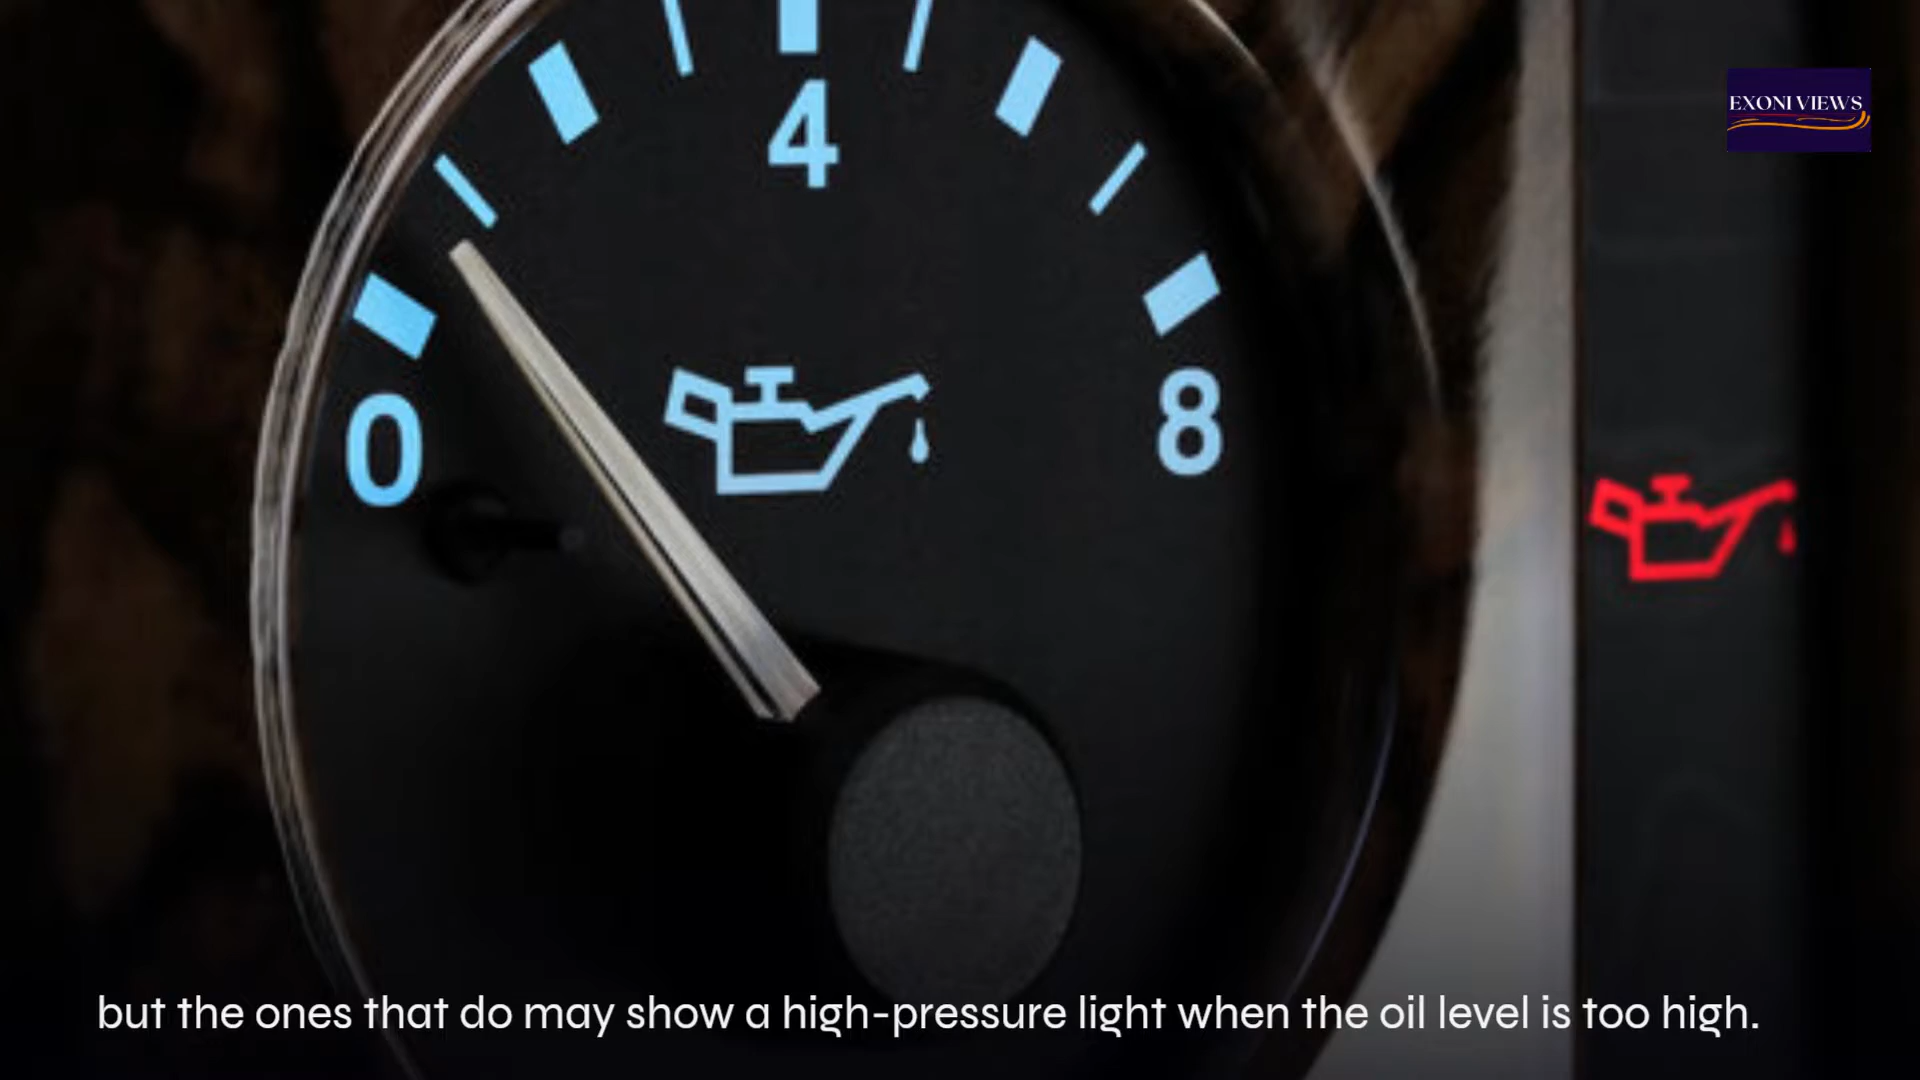 4
EXONI VIEWS
0
8
but the ones that do may show a high-pressure light when the oil level is too high.